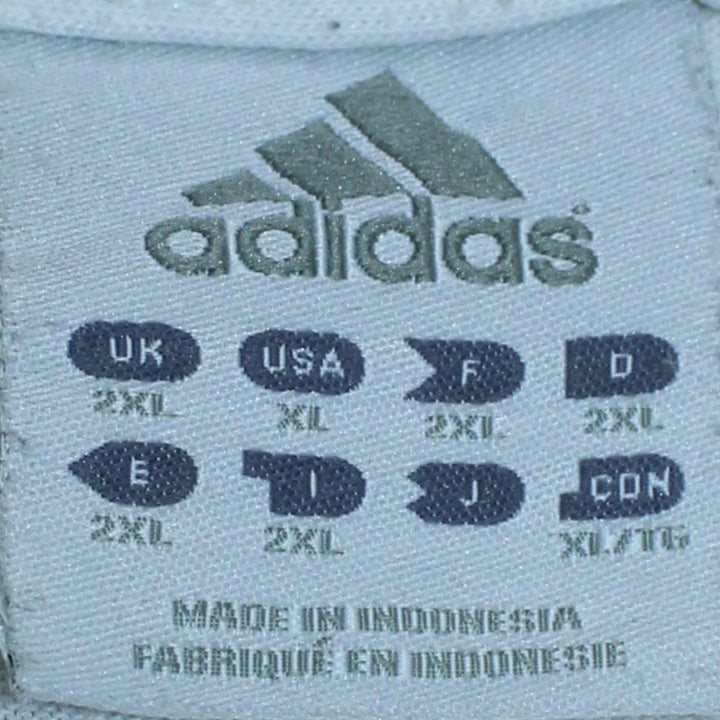 adidas
UK USA F D
2XL XL 2XL 2XL
E I J CDN
2XL 2XL XL/TG
MADE IN INDONESIA
FABRIQUÉ EN INDONESIE